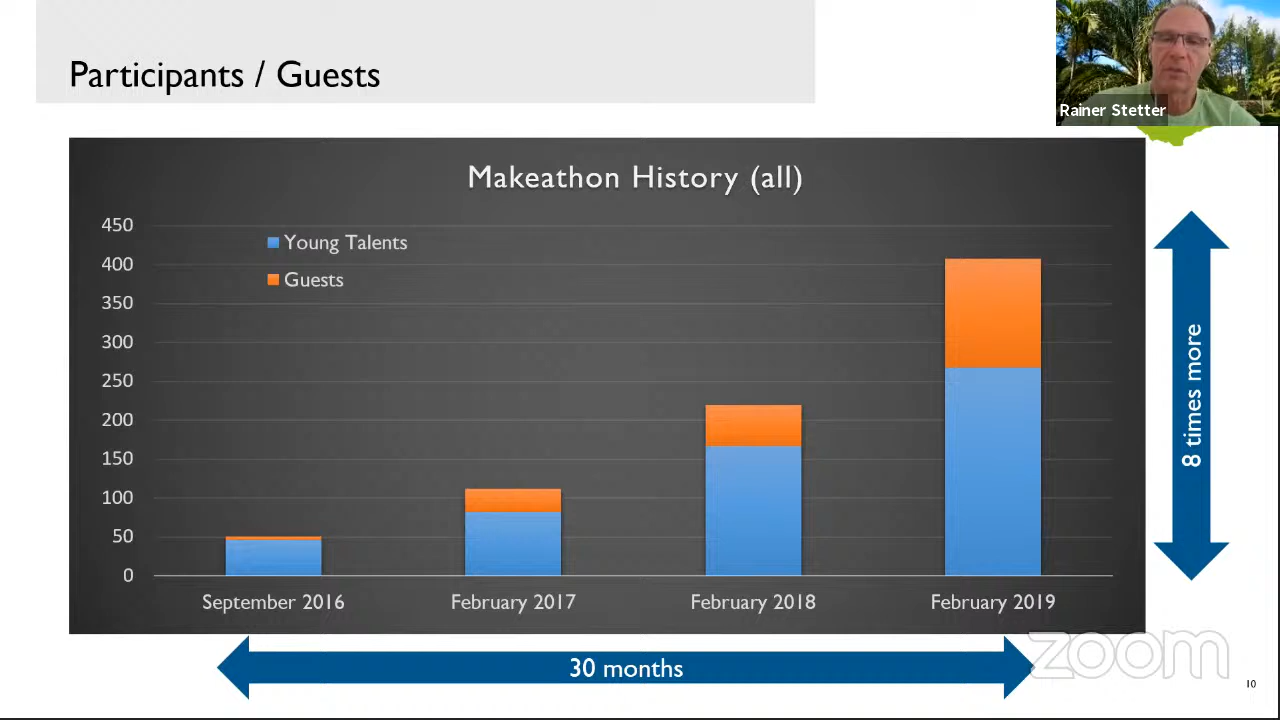 Participants / Guests
Rainer Stetter
Makeathon History (all)
Young Talents
Guests
450
400
350
300
250
200
150
100
50
0
September 2016 February 2017 February 2018 February 2019
8 times more
30 months
zoom
10